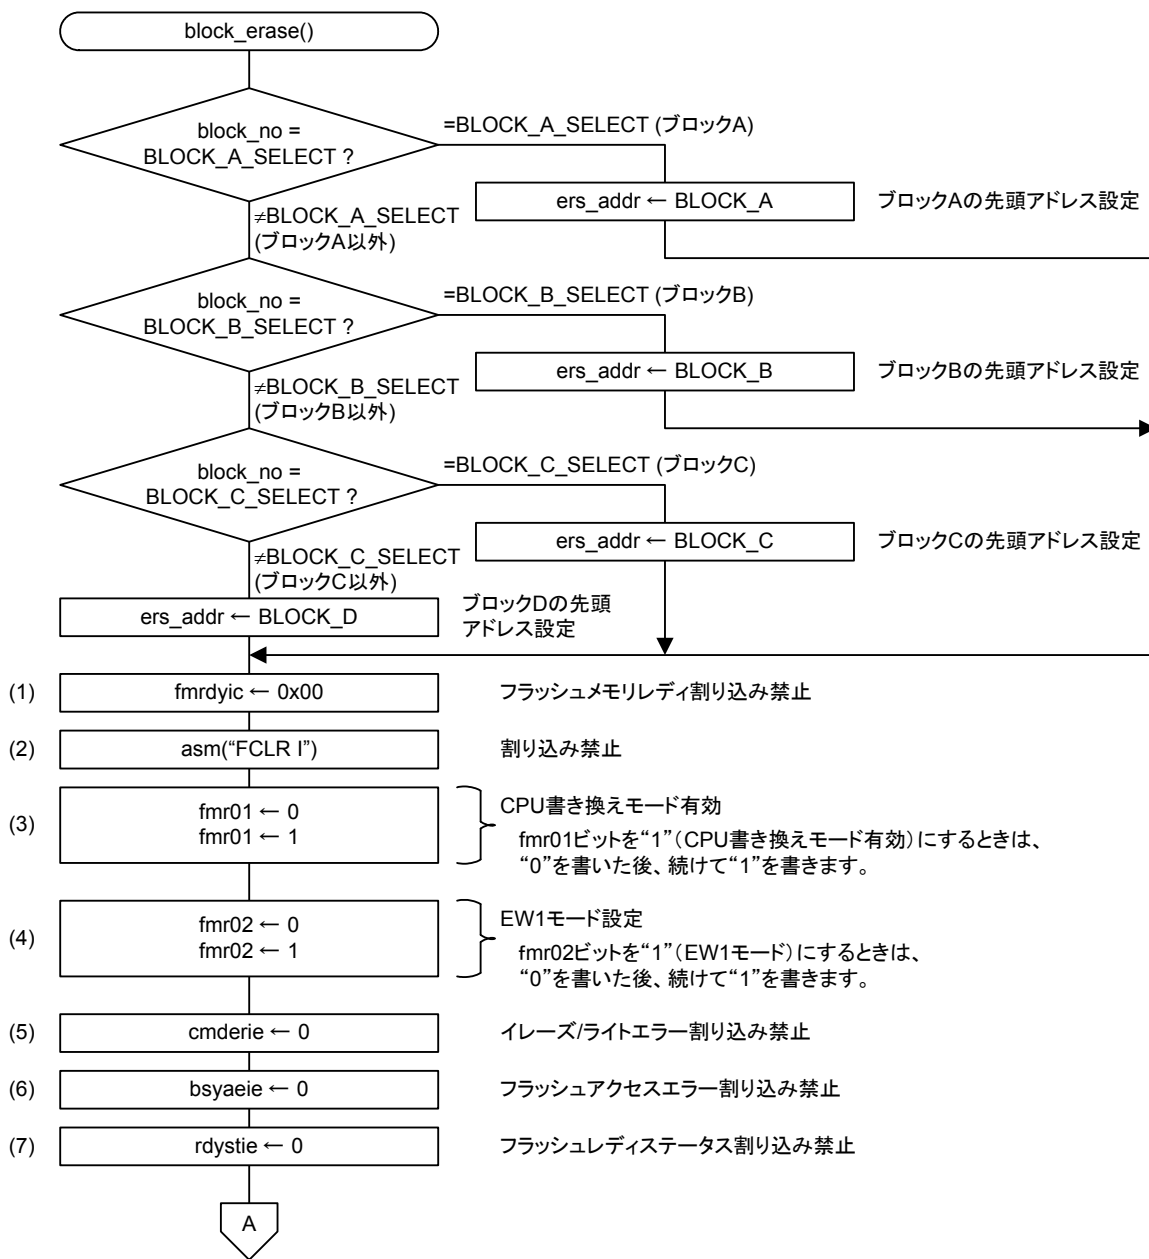 block_erase()
block_no =
BLOCK_A_SELECT ?
=BLOCK_A_SELECT (ブロックA)
ers_addr ← BLOCK_A
ブロックAの先頭アドレス設定
≠BLOCK_A_SELECT
(ブロックA以外)
block_no =
BLOCK_B_SELECT ?
=BLOCK_B_SELECT (ブロックB)
ers_addr ← BLOCK_B
ブロックBの先頭アドレス設定
≠BLOCK_B_SELECT
(ブロックB以外)
block_no =
BLOCK_C_SELECT ?
=BLOCK_C_SELECT (ブロックC)
ers_addr ← BLOCK_C
ブロックCの先頭アドレス設定
≠BLOCK_C_SELECT
(ブロックC以外)
ers_addr ← BLOCK_D
ブロックDの先頭
アドレス設定
(1)
fmrdyic ← 0x00
フラッシュメモリレディ割り込み禁止
(2)
asm(“FCLR I”)
割り込み禁止
(3)
fmr01 ← 0
fmr01 ← 1
CPU書き換えモード有効
fmr01ビットを“1”(CPU書き換えモード有効)にするときは、
“0”を書いた後、続けて“1”を書きます。
(4)
fmr02 ← 0
fmr02 ← 1
EW1モード設定
fmr02ビットを“1”(EW1モード)にするときは、
“0”を書いた後、続けて“1”を書きます。
(5)
cmderie ← 0
イレーズ/ライトエラー割り込み禁止
(6)
bsyaeie ← 0
フラッシュアクセスエラー割り込み禁止
(7)
rdystie ← 0
フラッシュレディステータス割り込み禁止
A